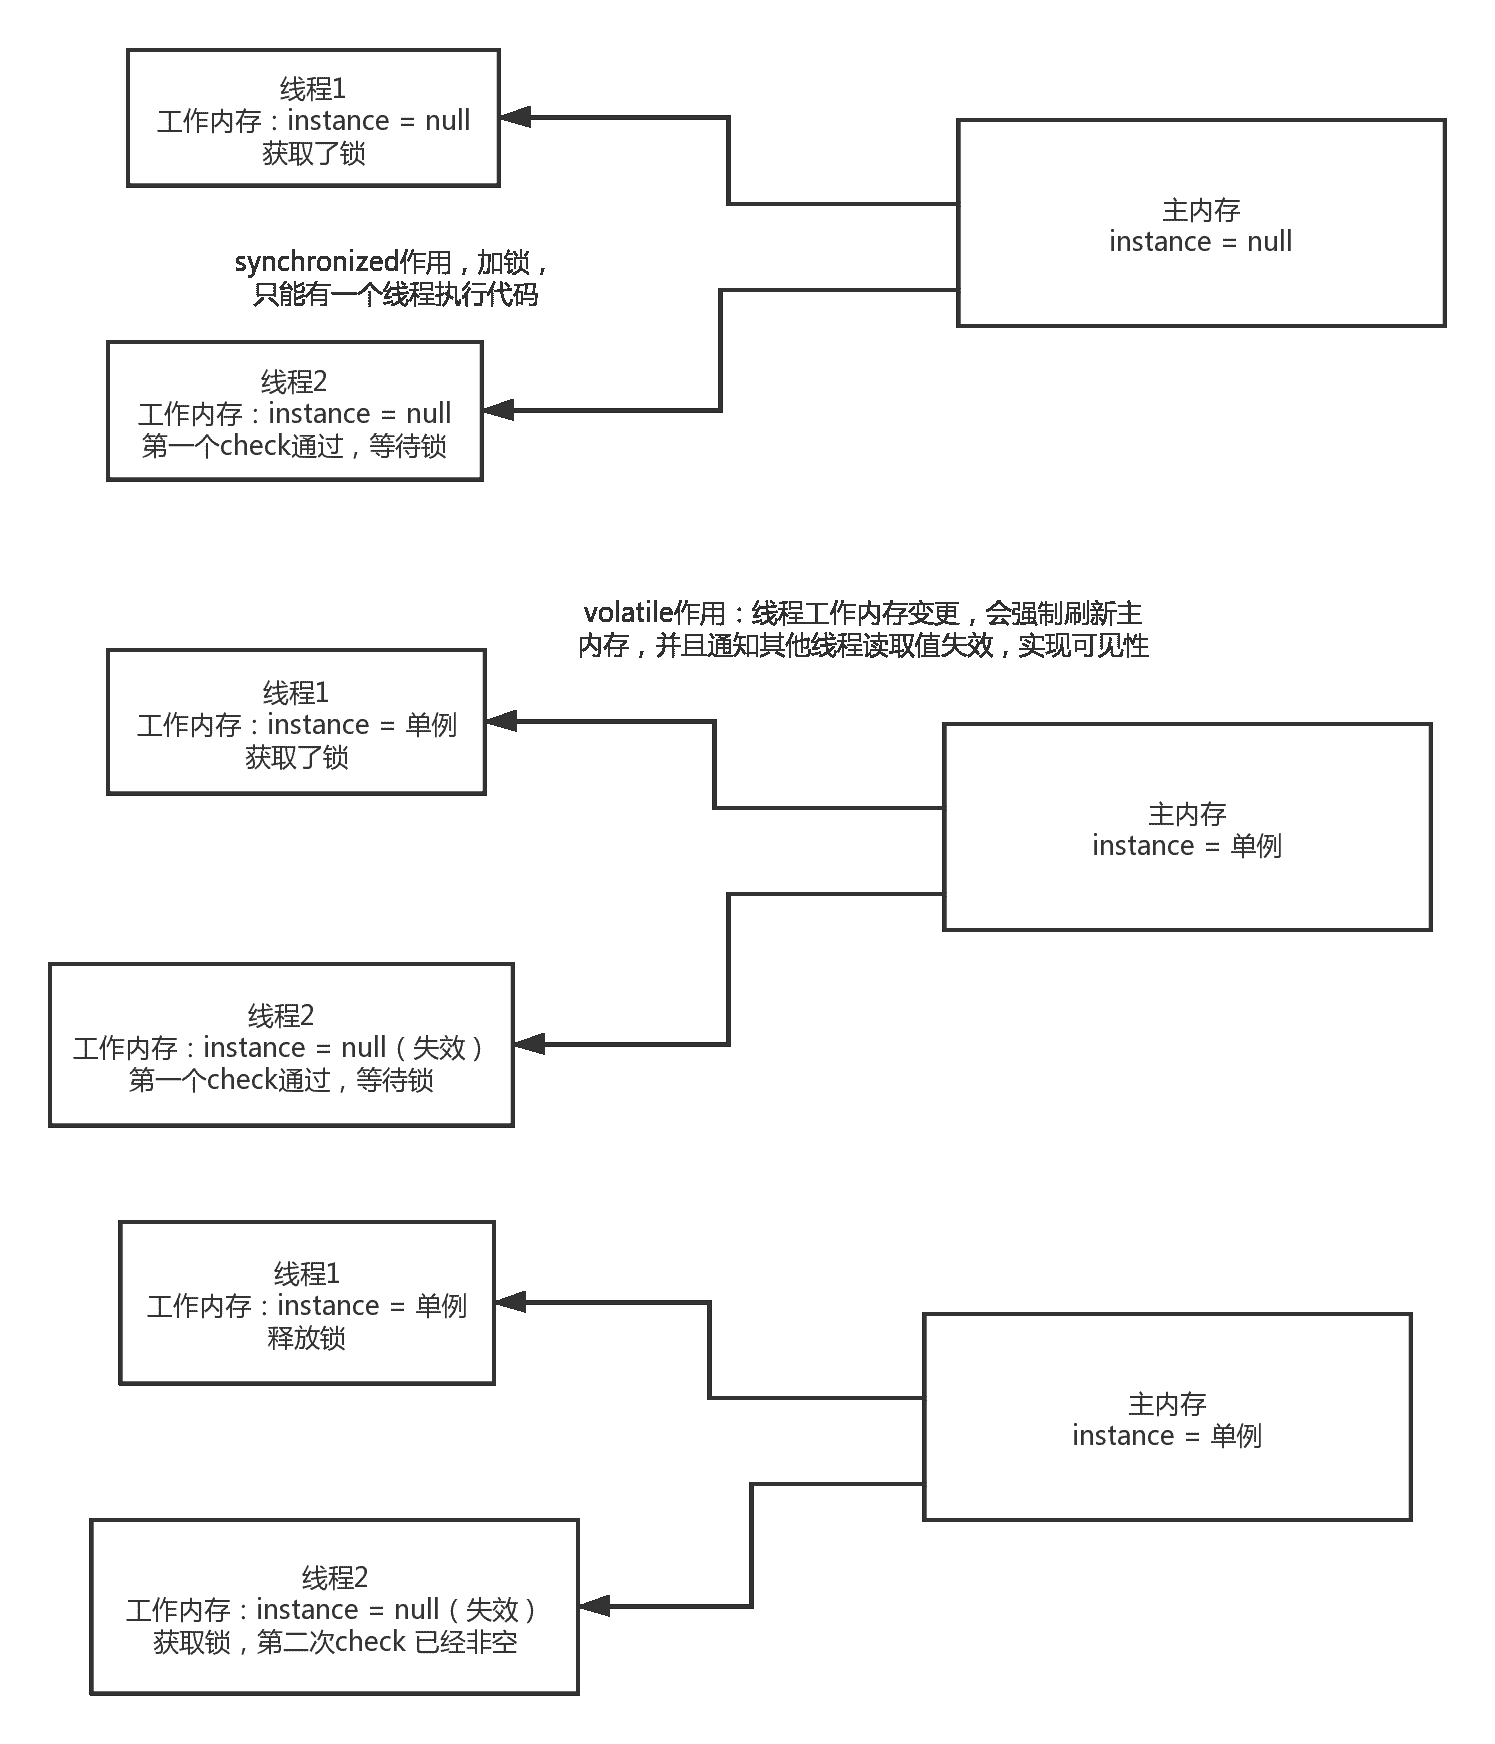 线程1
工作内存：instance = null
获取了锁
主内存
instance = null
synchronized作用，加锁，
只能有一个线程执行代码
线程2
工作内存：instance = null
第一个check通过，等待锁
volatile作用：线程工作内存变更，会强制刷新主
内存，并且通知其他线程读取值失效，实现可见性
线程1
工作内存：instance = 单例
获取了锁
主内存
instance = 单例
线程2
工作内存：instance = null（失效）
第一个check通过，等待锁
线程1
工作内存：instance = 单例
释放锁
主内存
instance = 单例
线程2
工作内存：instance = null（失效）
获取锁，第二次check 已经非空